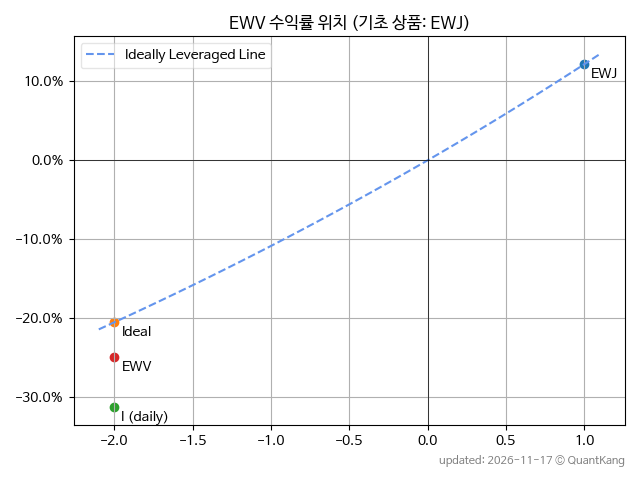 EWV 수익률 위치 (기초 상품: EWJ)
Ideally Leveraged Line
10.0%
0.0%
−10.0%
−20.0%
−30.0%
EWJ
Ideal
EWV
I (daily)
−2.0 −1.5 −1.0 −0.5 0.0 0.5 1.0
updated: 2026-11-17 © QuantKang